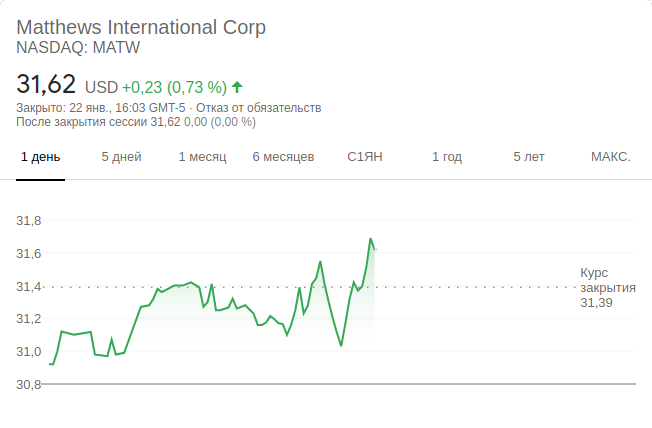 Matthews International Corp
NASDAQ: MATW
31,62 USD +0,23 (0,73 %)
Закрыто: 22 янв., 16:03 GMT-5 · Отказ от обязательств
После закрытия сессии 31,62 0,00 (0,00 %)
1 день 5 дней 1 месяц 6 месяцев С1ЯН 1 год 5 лет МАКС.
31,8
31,6
31,4
31,2
31,0
30,8
Курс
закрытия
31,39